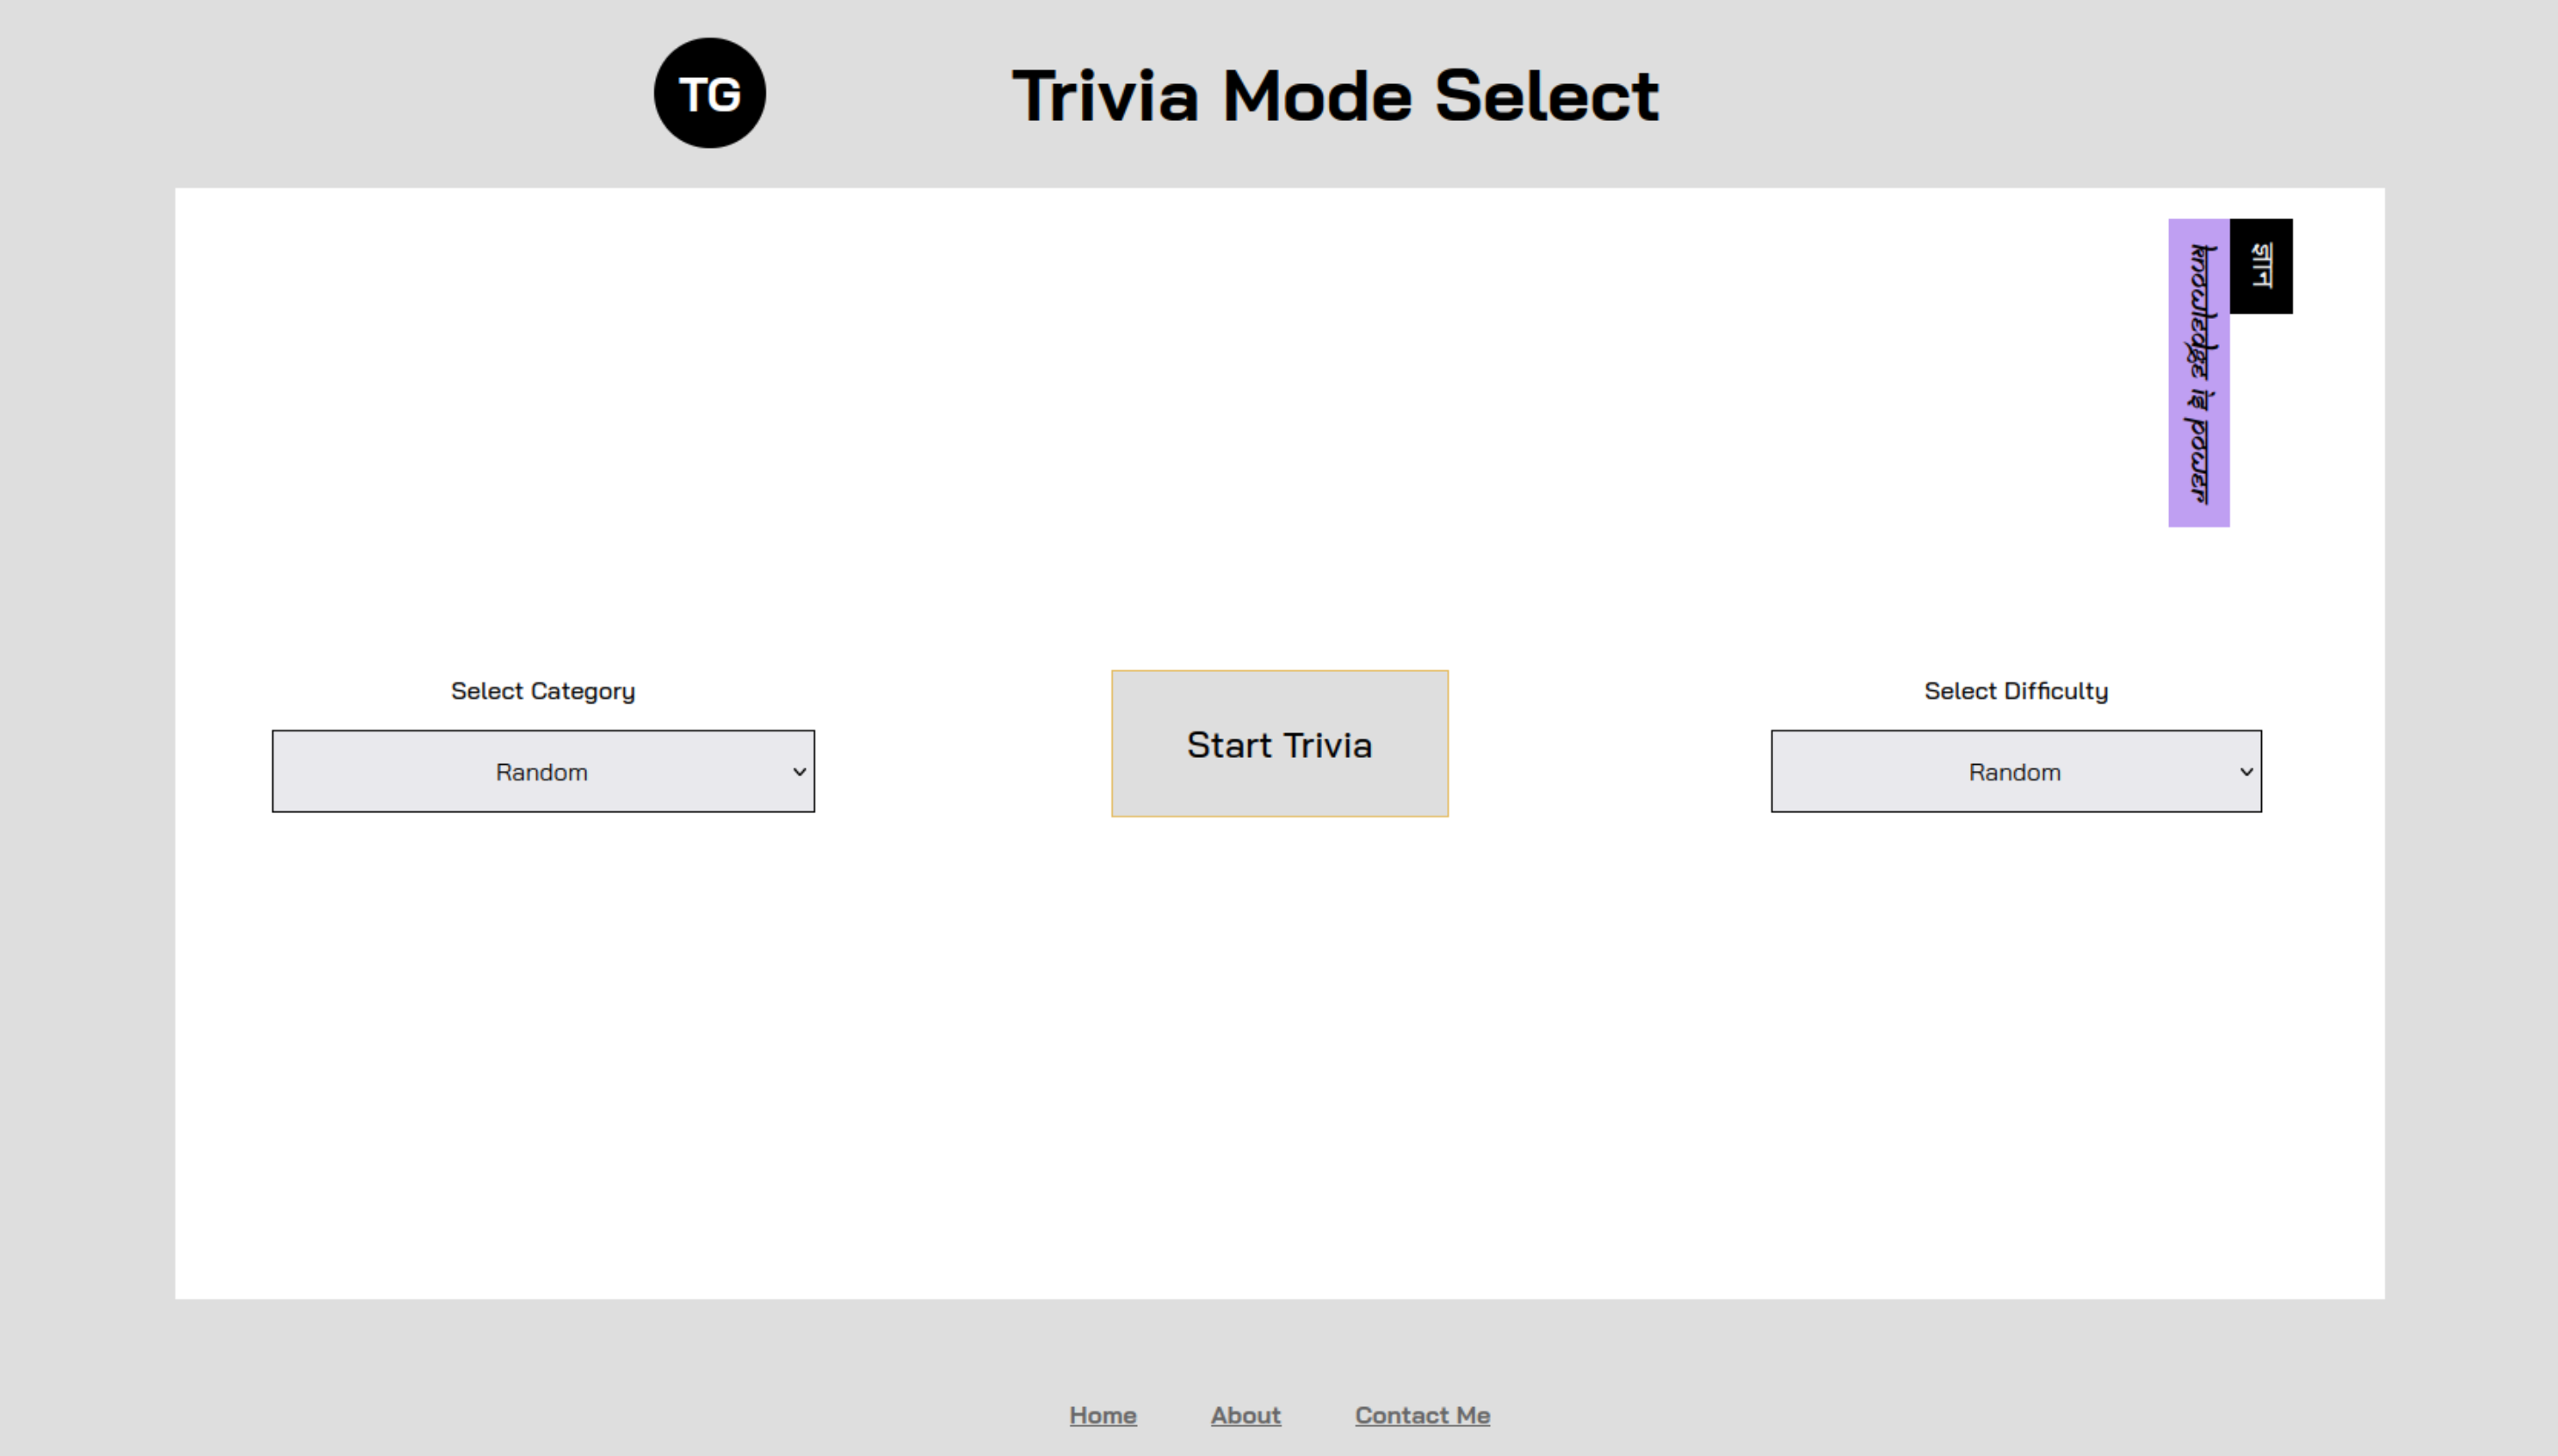 TG
Trivia Mode Select
ज्ञान
knowledge is power
Select Category
Random
Start Trivia
Select Difficulty
Random
Home About Contact Me